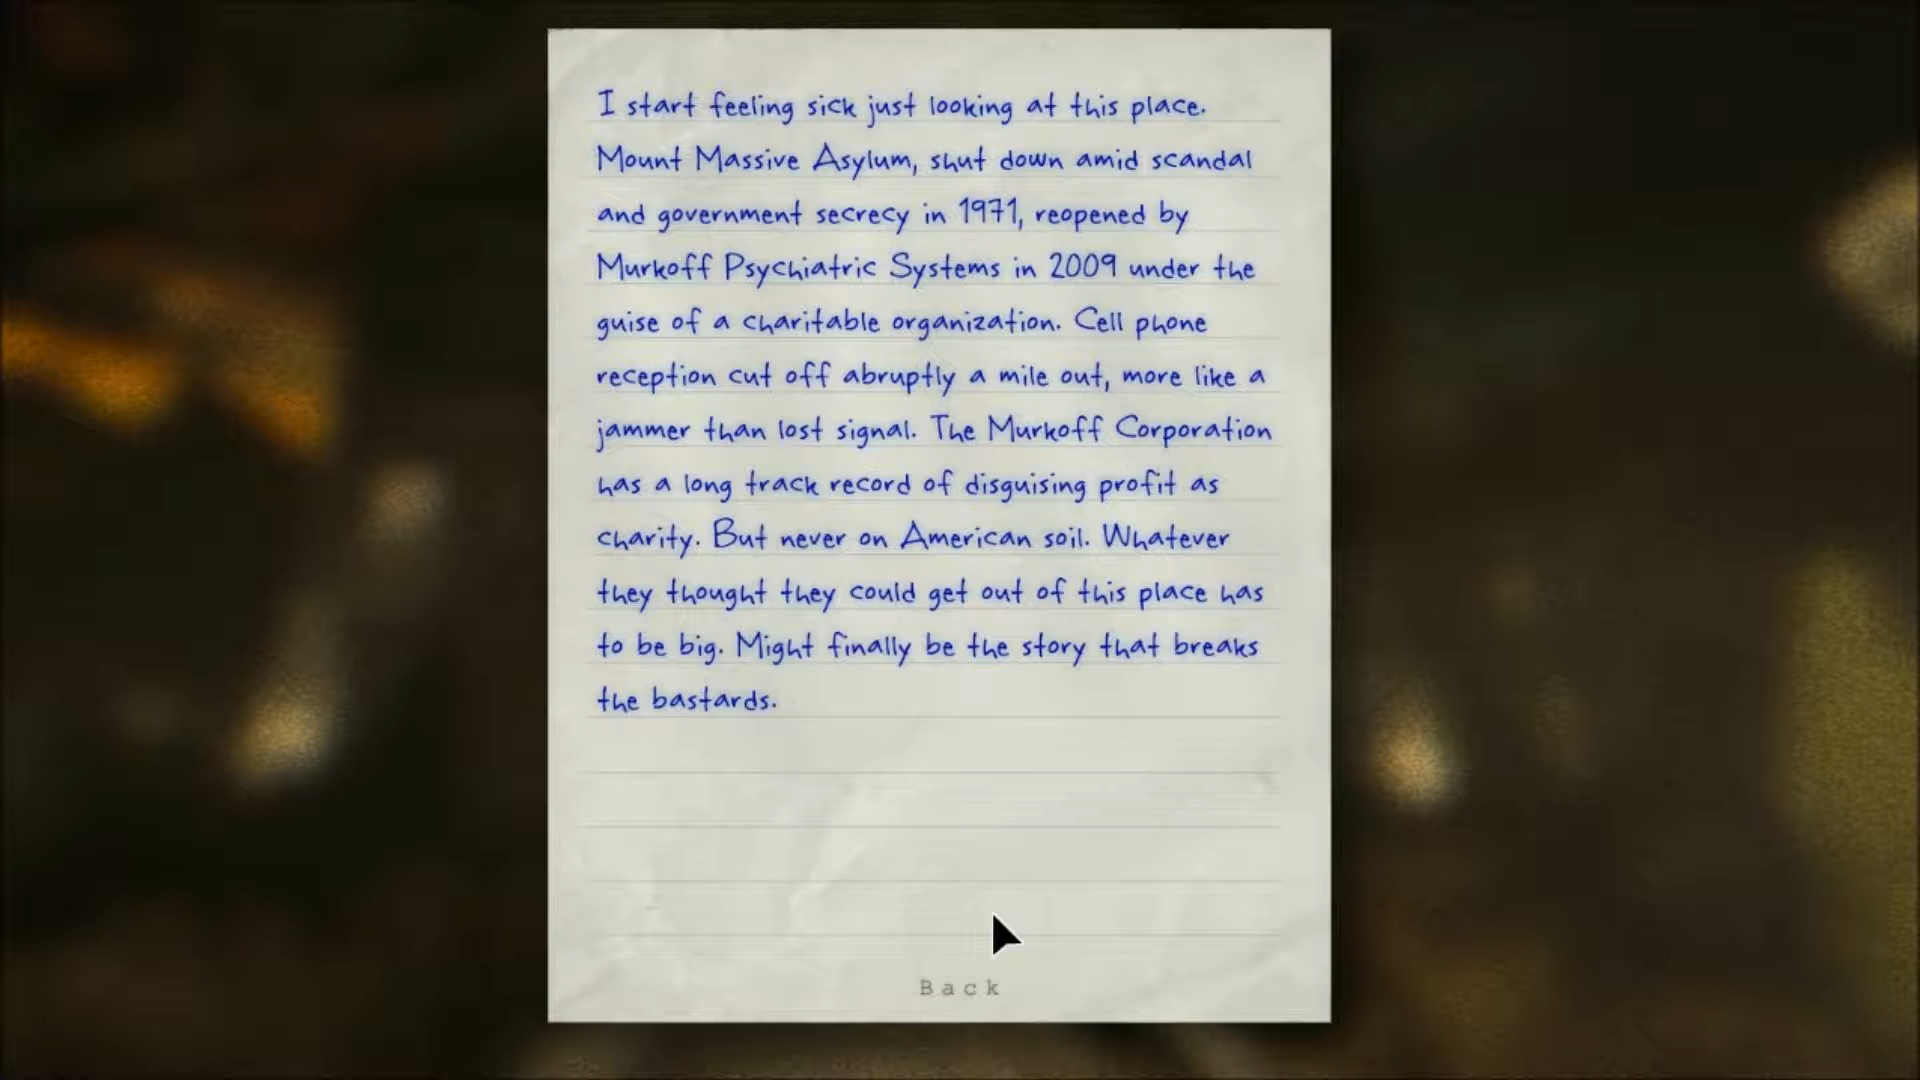 I start feeling sick just looking at this place.
Mount Massive Asylum, shut down amid scandal
and government secrecy in 1971, reopened by
Murkoff Psychiatric Systems in 2009 under the
guise of a charitable organization. Cell phone
reception cut off abruptly a mile out, more like a
jammer than lost signal. The Murkoff Corporation
has a long track record of disguising profit as
charity. But never on American soil. Whatever
they thought they could get out of this place has
to be big. Might finally be the story that breaks
the bastards.
Back